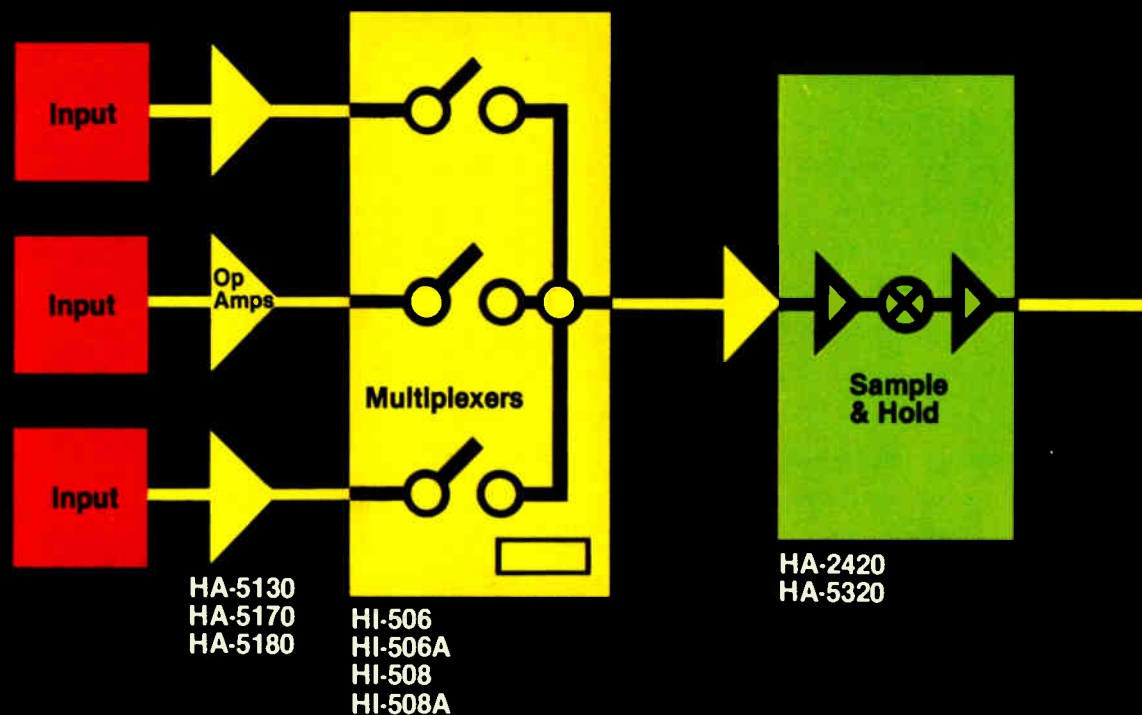 Input
Input
Op
Amps
Input
Multiplexers
Sample
& Hold
HA-5130
HA-5170
HA-5180
HI-506
HI-506A
HI-508
HI-508A
HA-2420
HA-5320